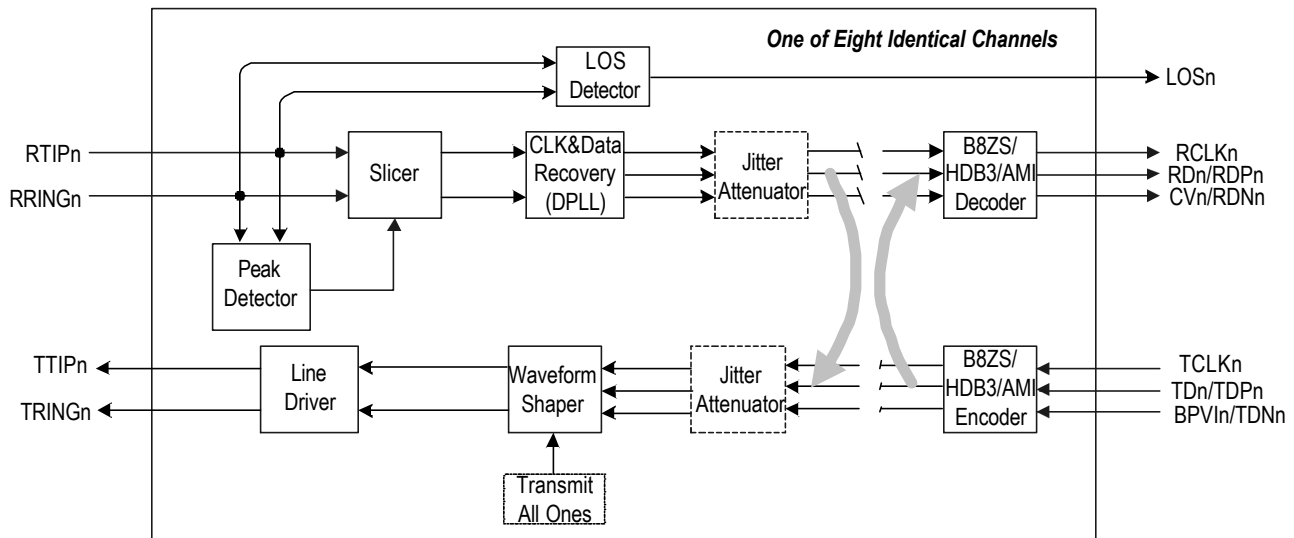 One of Eight Identical Channels
LOS
Detector
LOSn
RTIPn
RRINGn
Slicer
CLK&Data
Recovery
(DPLL)
Jitter
Attenuator
B8ZS/
HDB3/AMI
Decoder
RCLKn
RDn/RDPn
CVn/RDNn
Peak
Detector
TTIPn
TRINGn
Line
Driver
Waveform
Shaper
Jitter
Attenuator
B8ZS/
HDB3/AMI
Encoder
TCLKn
TDn/TDPn
BPVIn/TDNn
Transmit
All Ones